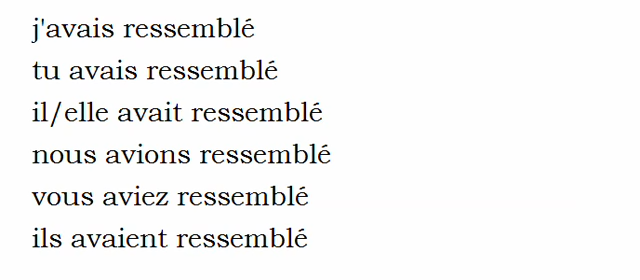 j'avais ressemblé
tu avais ressemblé
il/elle avait ressemblé
nous avions ressemblé
vous aviez ressemblé
ils avaient ressemblé